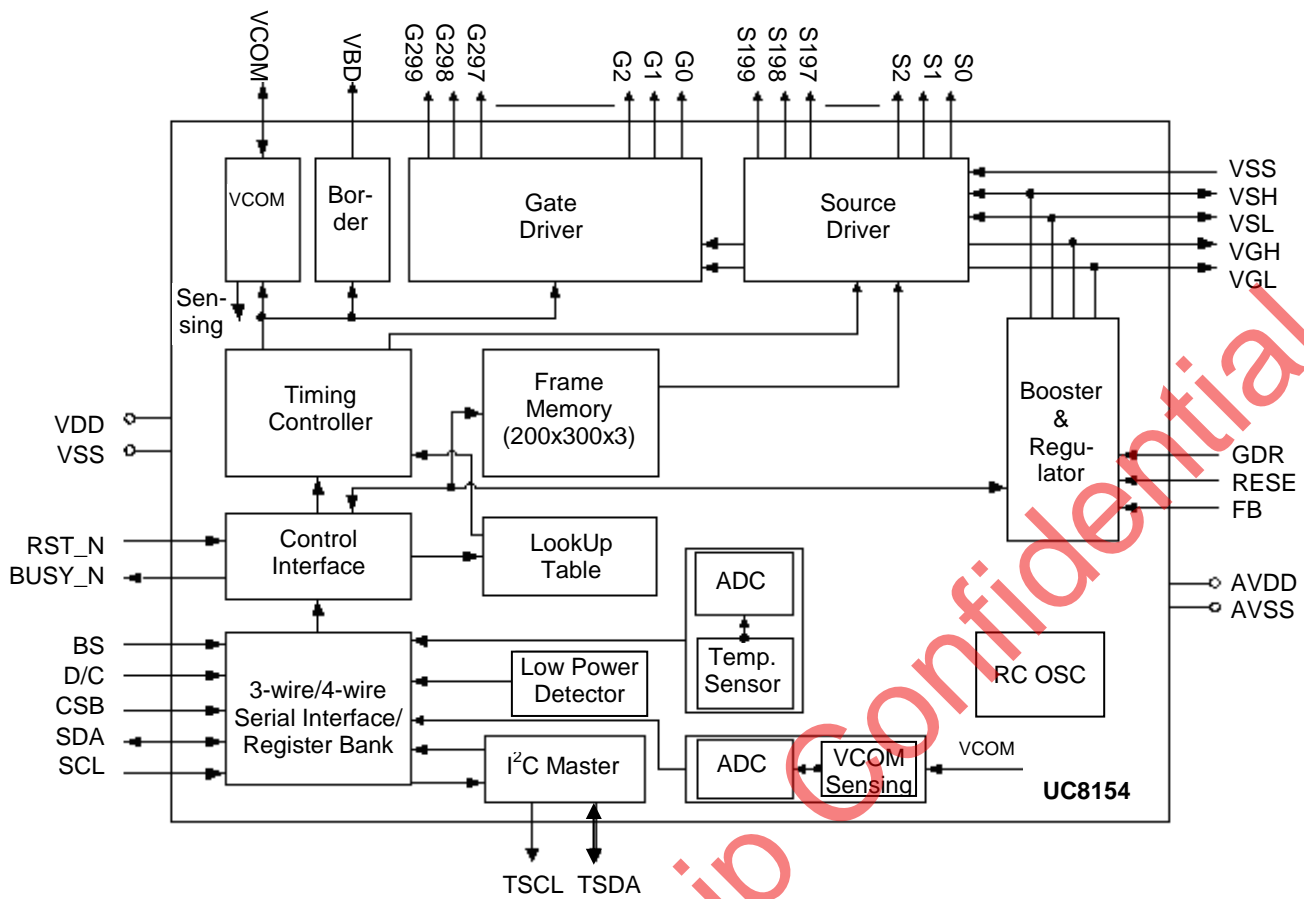 VCOM
VBD
G299
G298
G297
G2
G1
G0
S199
S198
S197
S2
S1
S0
VCOM
Bor-
der
Gate
Driver
Source
Driver
VSS
VSH
VSL
VGH
VGL
Sen-
sing
Timing
Controller
Frame
Memory
(200x300x3)
Booster
&
Regu-
lator
VDD
VSS
GDR
RESE
FB
RST_N
BUSY_N
Control
Interface
LookUp
Table
ADC
Temp.
Sensor
AVDD
AVSS
BS
D/C
CSB
SDA
SCL
3-wire/4-wire
Serial Interface/
Register Bank
Low Power
Detector
RC OSC
I²C Master
ADC
VCOM
Sensing
VCOM
UC8154
TSCL
TSDA
ip Confidential